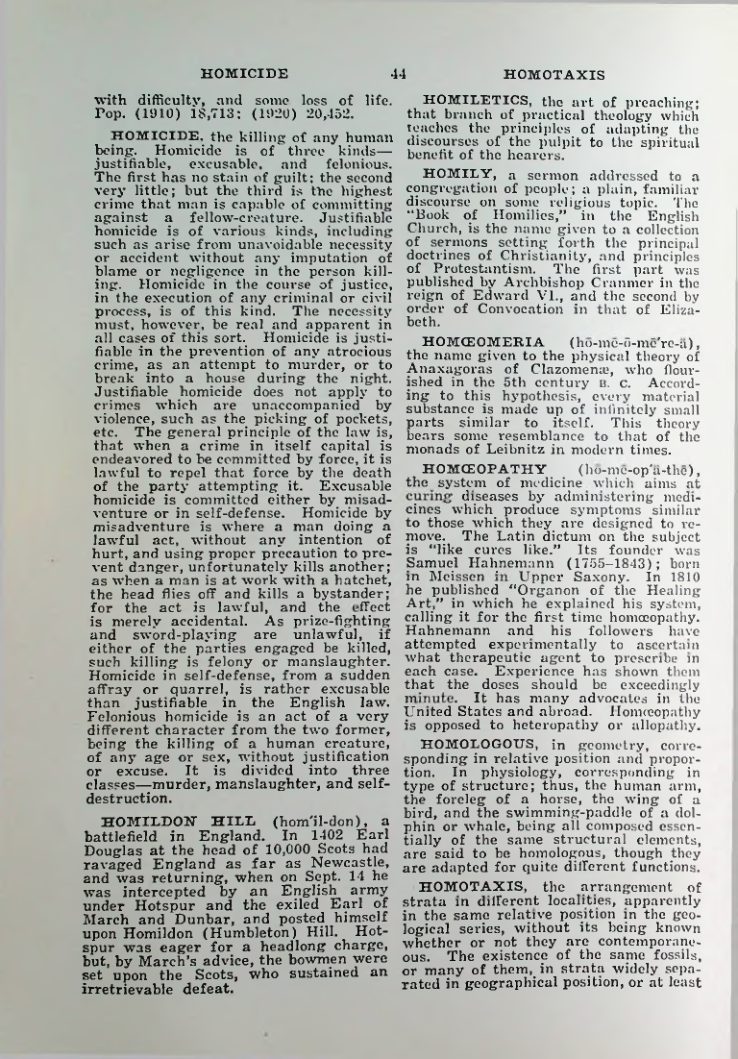 HOMICIDE 44 HOMOTAXIS
with difficulty, and some loss of life.
Pop. (1910) 18,713; (1920) 20,452.
HOMICIDE, the killing of any human
being. Homicide is of three kinds—
justifiable, excusable, and felonious.
The first has no stain of guilt; the second
very little; but the third is the highest
crime that man is capable of committing
against a fellow-creature. Justifiable
homicide is of various kinds, including
such as arise from unavoidable necessity
or accident without any imputation of
blame or negligence in the person kill-
ing. Homicide in the course of justice,
in the execution of any criminal or civil
process, is of this kind. The necessity
must, however, be real and apparent in
all cases of this sort. Homicide is justi-
fiable in the prevention of any atrocious
crime, as an attempt to murder, or to
break into a house during the night.
Justifiable homicide does not apply to
crimes which are unaccompanied by
violence, such as the picking of pockets,
etc. The general principle of the law is,
that when a crime in itself capital is
endeavored to be committed by force, it is
lawful to repel that force by the death
of the party attempting it. Excusable
homicide is committed either by misad-
venture or in self-defense. Homicide by
misadventure is where a man doing a
lawful act, without any intention of
hurt, and using proper precaution to pre-
vent danger, unfortunately kills another;
as when a man is at work with a hatchet,
the head flies off and kills a bystander;
for the act is lawful, and the effect
is merely accidental. As prize-fighting
and sword-playing are unlawful, if
either of the parties engaged be killed,
such killing is felony or manslaughter.
Homicide in self-defense, from a sudden
affray or quarrel, is rather excusable
than justifiable in the English law.
Felonious homicide is an act of a very
different character from the two former,
being the killing of a human creature,
of any age or sex, without justification
or excuse. It is divided into three
classes—murder, manslaughter, and self-
destruction.
HOMILDON HILL (hom´il-don), a
battlefield in England. In 1402 Earl
Douglas at the head of 10,000 Scots had
ravaged England as far as Newcastle,
and was returning, when on Sept. 14 he
was intercepted by an English army
under Hotspur and the exiled Earl of
March and Dunbar, and posted himself
upon Homildon (Humbleton) Hill. Hot-
spur was eager for a headlong charge,
but, by March's advice, the bowmen were
set upon the Scots, who sustained an
irretrievable defeat.
HOMILETICS, the art of preaching;
that branch of practical theology which
teaches the principles of adapting the
discourses of the pulpit to the spiritual
benefit of the hearers.
HOMILY, a sermon addressed to a
congregation of people; a plain, familiar
discourse on some religious topic. The
"Book of Homilies," in the English
Church, is the name given to a collection
of sermons setting forth the principal
doctrines of Christianity, and principles
of Protestantism. The first part was
published by Archbishop Cranmer in the
reign of Edward VI., and the second by
order of Convocation in that of Eliza-
beth.
HOMŒOMERIA (hō-mē-ō-mē´re-ä),
the name given to the physical theory of
Anaxagoras of Clazomenæ, who flour-
ished in the 5th century B. C. Accord-
ing to this hypothesis, every material
substance is made up of infinitely small
parts similar to itself. This theory
bears some resemblance to that of the
monads of Leibnitz in modern times.
HOMŒOPATHY (hō-mē-op´ä-thē),
the system of medicine which aims at
curing diseases by administering medi-
cines which produce symptoms similar
to those which they are designed to re-
move. The Latin dictum on the subject
is "like cures like." Its founder was
Samuel Hahnemann (1755–1843); born
in Meissen in Upper Saxony. In 1810
he published "Organon of the Healing
Art," in which he explained his system,
calling it for the first time homœopathy.
Hahnemann and his followers have
attempted experimentally to ascertain
what therapeutic agent to prescribe in
each case. Experience has shown them
that the doses should be exceedingly
minute. It has many advocates in the
United States and abroad. Homœopathy
is opposed to heteropathy or allopathy.
HOMOLOGOUS, in geometry, corre-
sponding in relative position and propor-
tion. In physiology, corresponding in
type of structure; thus, the human arm,
the foreleg of a horse, the wing of a
bird, and the swimming-paddle of a dol-
phin or whale, being all composed essen-
tially of the same structural elements,
are said to be homologous, though they
are adapted for quite different functions.
HOMOTAXIS, the arrangement of
strata in different localities, apparently
in the same relative position in the geo-
logical series, without its being known
whether or not they are contemporane-
ous. The existence of the same fossils,
or many of them, in strata widely sepa-
rated in geographical position, or at least